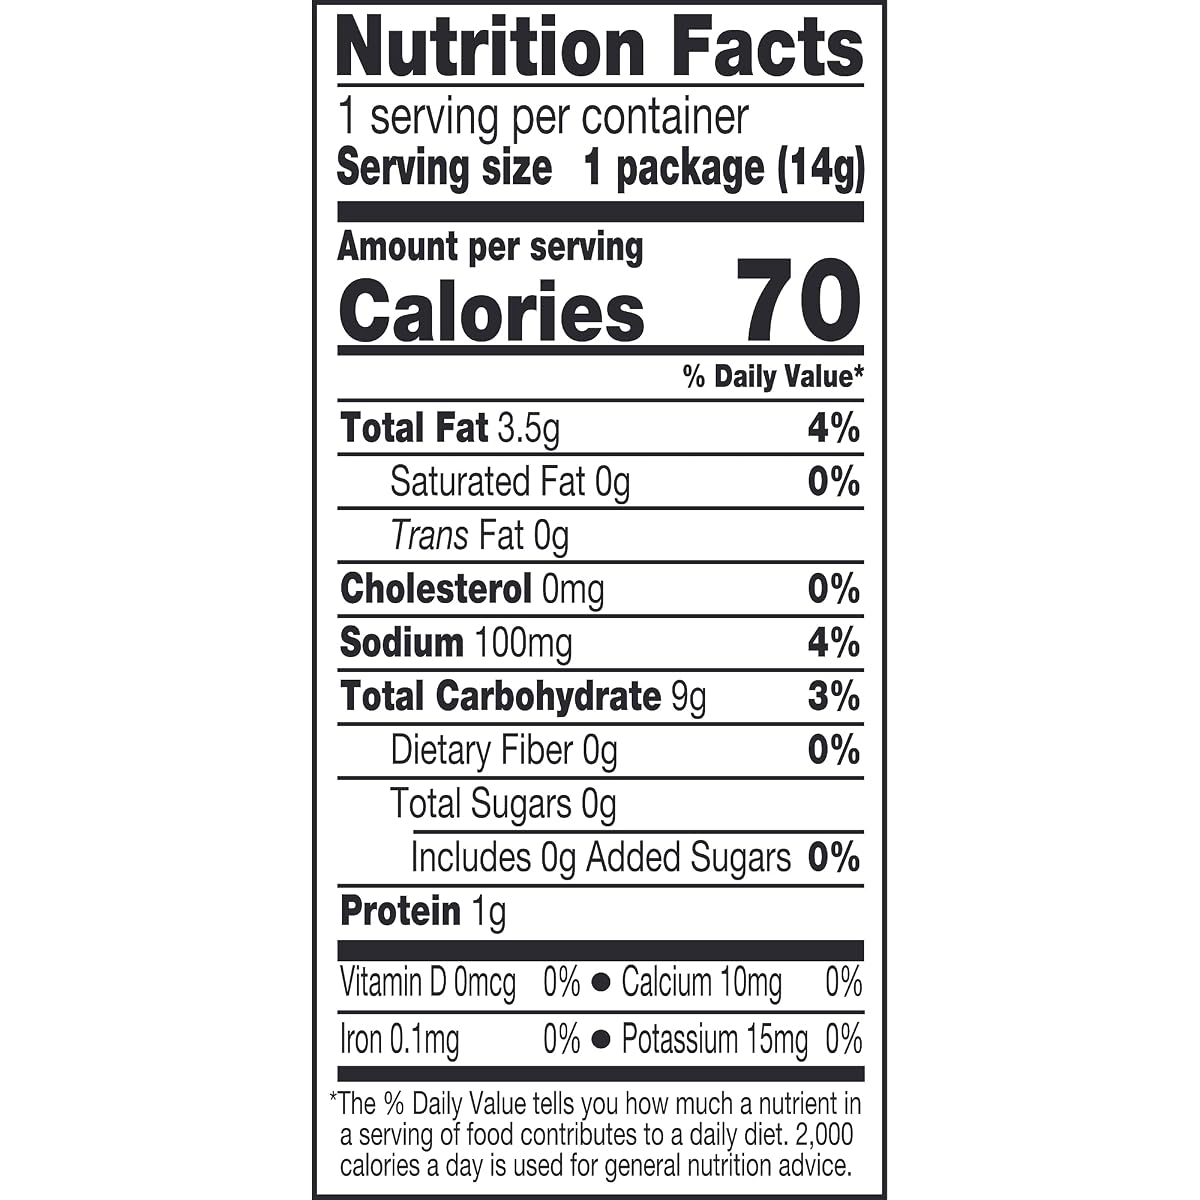 Nutrition Facts
1 serving per container
Serving size 1 package (14g)
Amount per serving
Calories 70
% Daily Value*
Total Fat 3.5g 4%
Saturated Fat 0g 0%
Trans Fat 0g
Cholesterol 0mg 0%
Sodium 100mg 4%
Total Carbohydrate 9g 3%
Dietary Fiber 0g 0%
Total Sugars 0g
Includes 0g Added Sugars 0%
Protein 1g
Vitamin D 0mcg 0% ● Calcium 10mg 0%
Iron 0.1mg 0% ● Potassium 15mg 0%
*The % Daily Value tells you how much a nutrient in
a serving of food contributes to a daily diet. 2,000
calories a day is used for general nutrition advice.